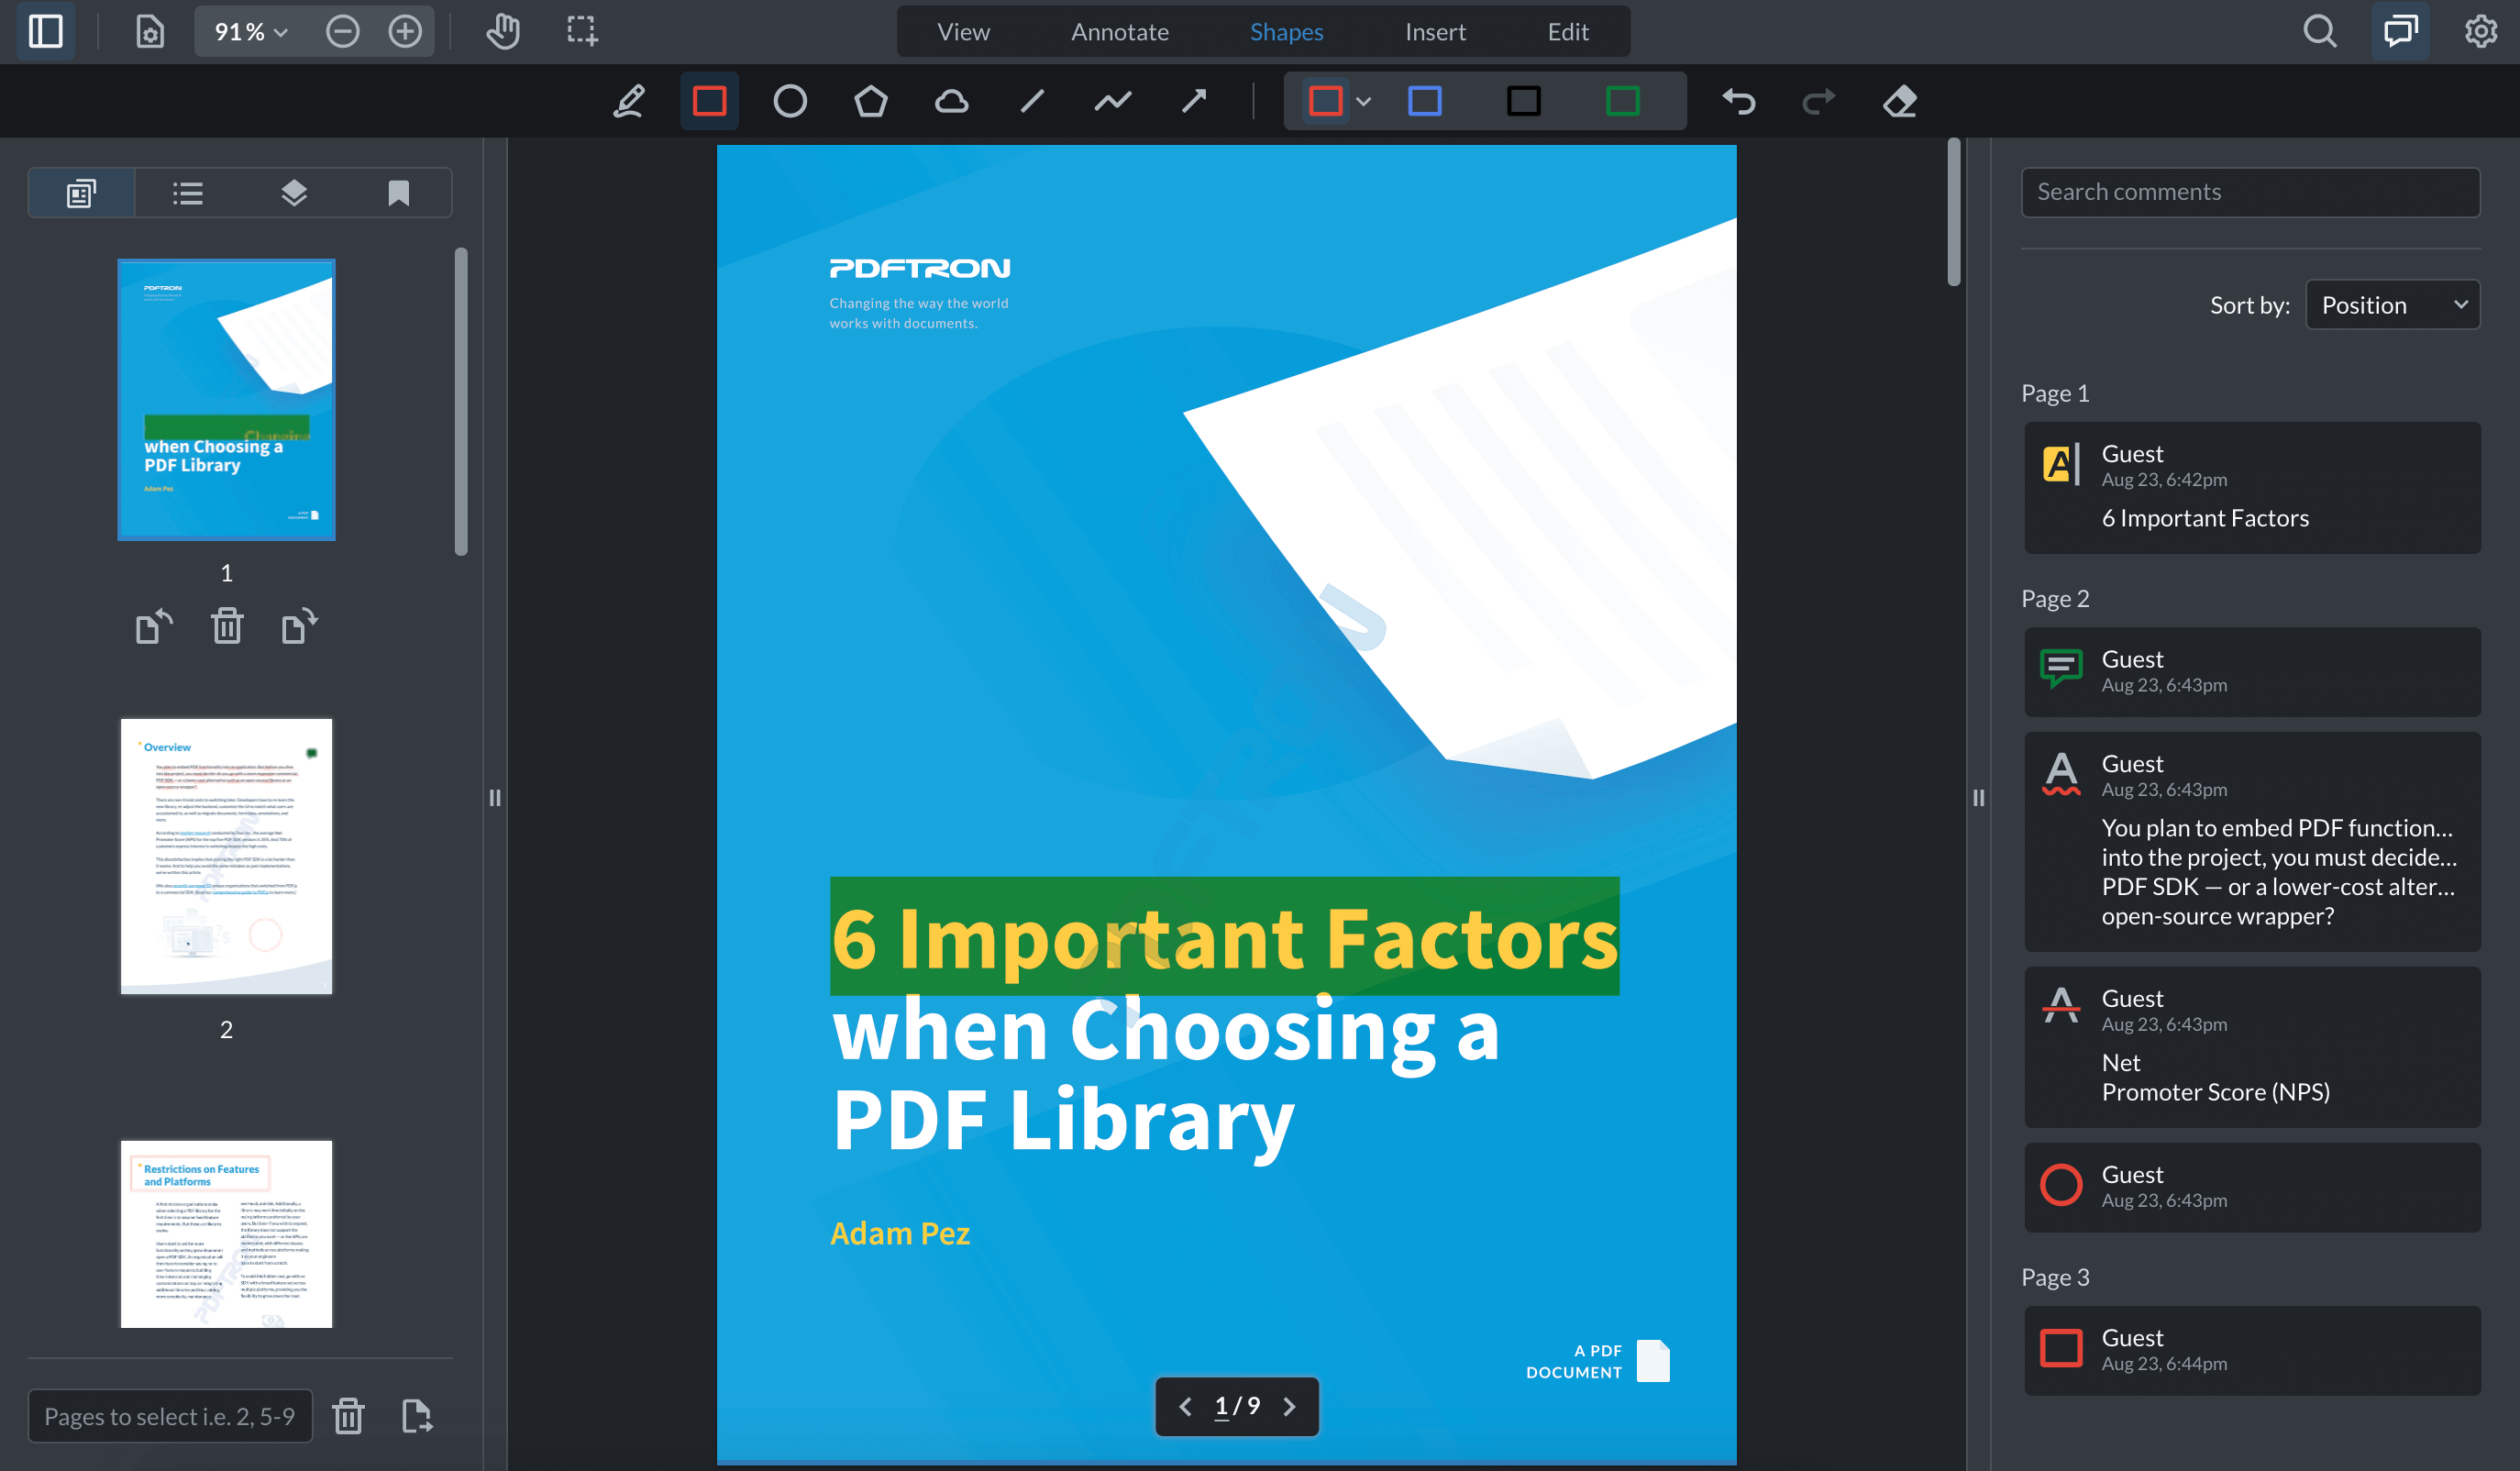 91%
View
Annotate
Shapes
Insert
Edit
PDFTRON
when Choosing a
PDF Library
Adam Pez
1
Overview
2
Restrictions on Features
and Platforms
Pages to select i.e. 2, 5-9
PDFTRON
Changing the way the world
works with documents.
6 Important Factors
when Choosing a
PDF Library
Adam Pez
A PDF
DOCUMENT
1 / 9
Search comments
Sort by:
Position
Page 1
Guest
Aug 23, 6:42pm
6 Important Factors
Page 2
Guest
Aug 23, 6:43pm
Guest
Aug 23, 6:43pm
You plan to embed PDF function...
into the project, you must decide...
PDF SDK — or a lower-cost alter...
open-source wrapper?
Guest
Aug 23, 6:43pm
Net
Promoter Score (NPS)
Guest
Aug 23, 6:43pm
Page 3
Guest
Aug 23, 6:44pm